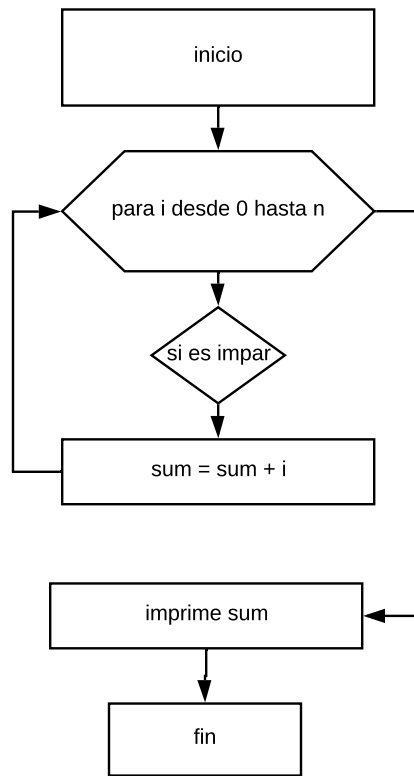 inicio
para i desde 0 hasta n
si es impar
sum = sum + i
imprime sum
fin